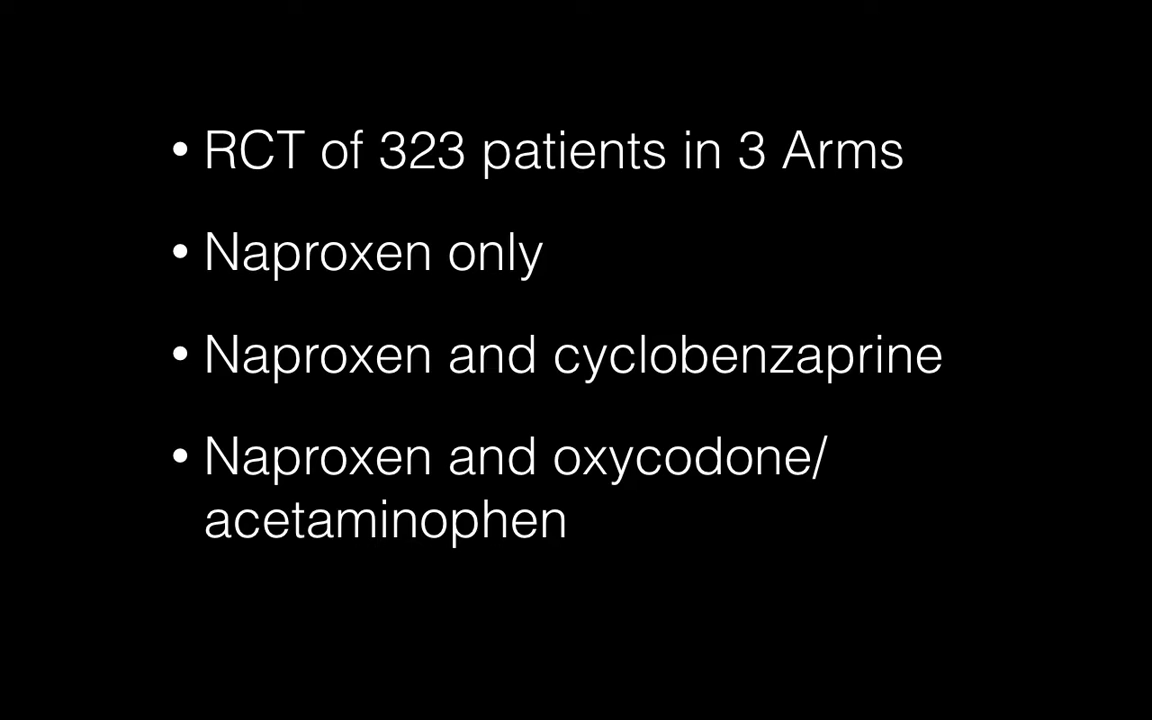 • RCT of 323 patients in 3 Arms
• Naproxen only
• Naproxen and cyclobenzaprine
• Naproxen and oxycodone/
acetaminophen